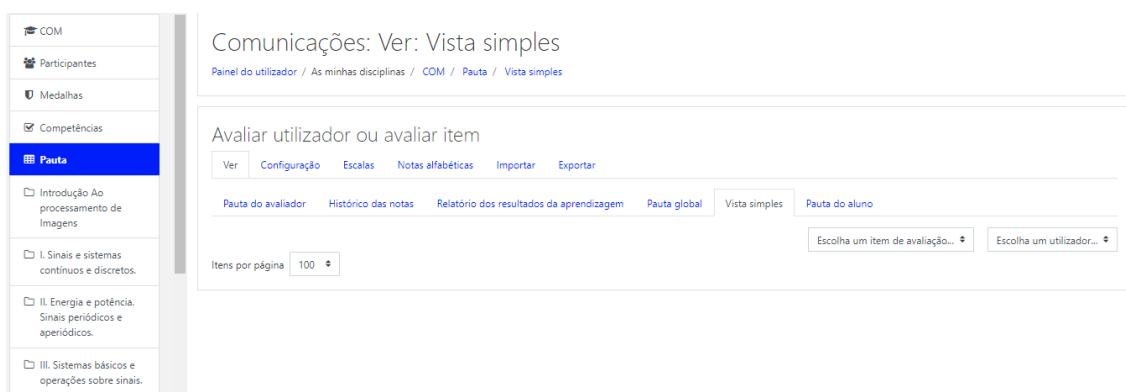 COM
Participantes
Medalhas
Competências
Pauta
Introdução Ao
processamento de
Imagens
I. Sinais e sistemas
contínuos e discretos.
II. Energia e potência.
Sinais periódicos e
aperiódicos.
III. Sistemas básicos e
operações sobre sinais.
Comunicações: Ver: Vista simples
Painel do utilizador / As minhas disciplinas / COM / Pauta / Vista simples
Avaliar utilizador ou avaliar item
Ver Configuração Escalas Notas alfabéticas Importar Exportar
Pauta do avaliador Histórico das notas Relatório dos resultados da aprendizagem Pauta global Vista simples Pauta do aluno
Escolha um item de avaliação... Escolha um utilizador...
Itens por página 100